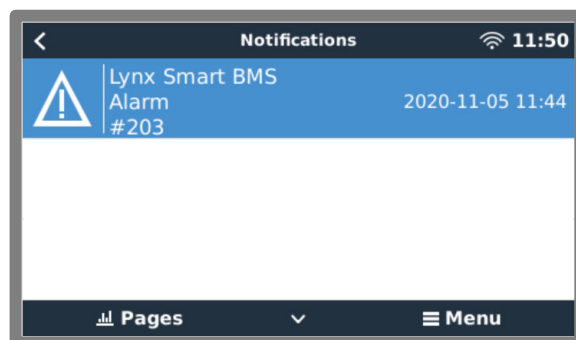 Notifications 11:50
Lynx Smart BMS
Alarm 2020-11-05 11:44
#203
Pages Menu